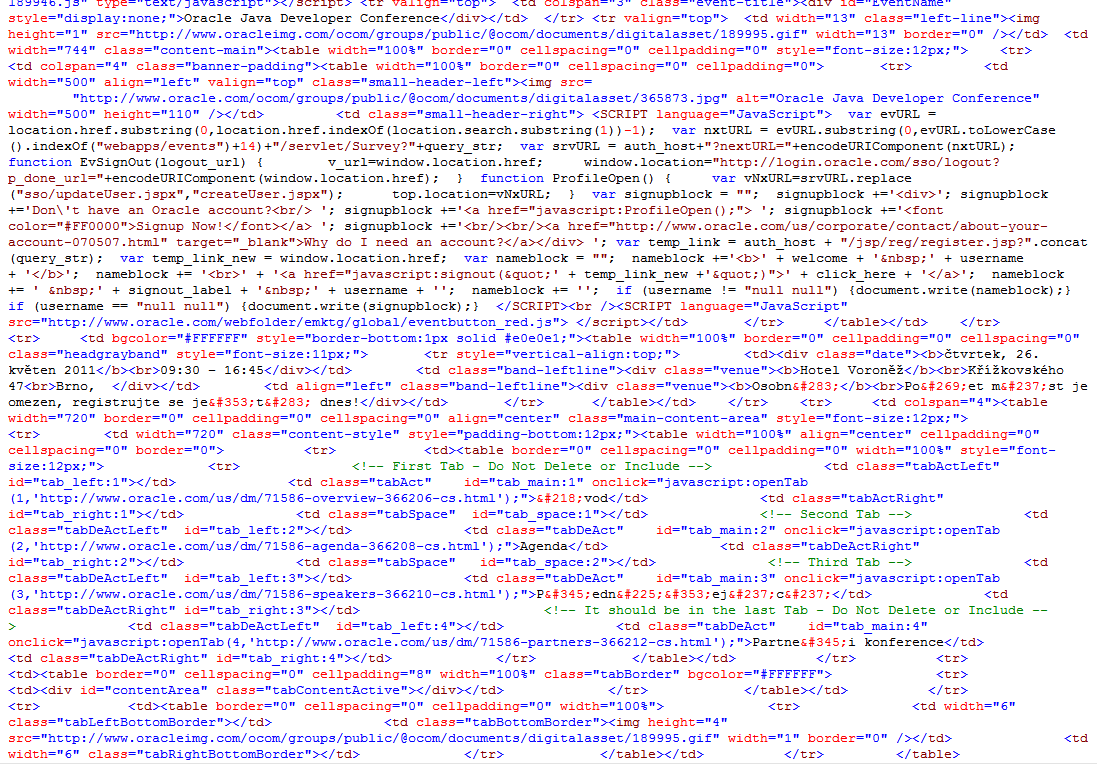 189946.js" type="text/javascript"></script> <tr valign="top">  <td colspan="3" class="event-title"><div id="EventName"
style="display:none;">Oracle Java Developer Conference</div></td>  </tr> <tr valign="top">  <td width="13" class="left-line"><img
height="1" src="http://www.oracleimg.com/ocom/groups/public/@ocom/documents/digitalasset/189995.gif" width="13" border="0" /></td>  <td
width="744" class="content-main"><table width="100%" border="0" cellspacing="0" cellpadding="0" style="font-size:12px;">    <tr>
<td colspan="4" class="banner-padding"><table width="100%" border="0" cellspacing="0" cellpadding="0">       <tr>         <td
width="500" align="left" valign="top" class="small-header-left"><img src=
"http://www.oracle.com/ocom/groups/public/@ocom/documents/digitalasset/365873.jpg" alt="Oracle Java Developer Conference"
width="500" height="110" /></td>         <td class="small-header-right"> <SCRIPT language="JavaScript">  var evURL =
location.href.substring(0,location.href.indexOf(location.search.substring(1))-1);  var nxtURL = evURL.substring(0,evURL.toLowerCase
().indexOf("webapps/events")+14)+"/servlet/Survey?"+query_str;  var srvURL = auth_host+"?nextURL="+encodeURIComponent(nxtURL);
function EvSignOut(logout_url) {     v_url=window.location.href;     window.location="http://login.oracle.com/sso/logout?
p_done_url="+encodeURIComponent(window.location.href);  }  function ProfileOpen() {     var vNxURL=srvURL.replace
("sso/updateUser.jspx","createUser.jspx");      top.location=vNxURL;  }  var signupblock = "";  signupblock +='<div>'; signupblock
+='Don\'t have an Oracle account?<br/> '; signupblock +='<a href="javascript:ProfileOpen();"> '; signupblock +='<font
color="#FF0000">Signup Now!</font></a> '; signupblock +='<br/><br/><a href="http://www.oracle.com/us/corporate/contact/about-your-
account-070507.html" target="_blank">Why do I need an account?</a></div> '; var temp_link = auth_host + "/jsp/reg/register.jsp?".concat
(query_str);  var temp_link_new = window.location.href;  var nameblock = "";  nameblock +='<b>' + welcome + '&nbsp;' + username
+ '</b>';  nameblock += '<br>' + '<a href="javascript:signout(&quot;' + temp_link_new +'&quot;)">' + click_here + '</a>';  nameblock
+= ' &nbsp;' + signout_label + '&nbsp;' + username + '';  nameblock += '';  if (username != "null null") {document.write(nameblock);}
if (username == "null null") {document.write(signupblock);}  </SCRIPT><br /><SCRIPT language="JavaScript"
src="http://www.oracle.com/webfolder/emktg/global/eventbutton_red.js"> </script></td>       </tr>     </table></td>    </tr>
<tr>     <td bgcolor="#FFFFFF" style="border-bottom:1px solid #e0e0e1;"><table width="100%" border="0" cellpadding="0" cellspacing="0"
class="headgrayband" style="font-size:11px;">       <tr style="vertical-align:top;">         <td><div class="date"><b>čtvrtek, 26.
květen 2011</b><br>09:30 – 16:45</div></td>         <td class="band-leftline"><div class="venue"><b>Hotel Voroněž</b><br>Křížkovského
47<br>Brno,  </div></td>         <td align="left" class="band-leftline"><div class="venue"><b>Osobn&#283;</b><br>Po&#269;et m&#237;st je
omezen, registrujte se je&#353;t&#283; dnes!</div></td>       </tr>     </table></td>    </tr>    <tr>     <td colspan="4"><table
width="720" border="0" cellpadding="0" cellspacing="0" align="center" class="main-content-area" style="font-size:12px;">
<tr>         <td width="720" class="content-style" style="padding-bottom:12px;"><table width="100%" align="center" cellpadding="0"
cellspacing="0" border="0">           <tr>            <td><table border="0" cellspacing="0" cellpadding="0" width="100%" style="font-
size:12px;">               <tr>                <!-- First Tab - Do Not Delete or Include -->                <td class="tabActLeft"
id="tab_left:1"></td>                <td class="tabAct"    id="tab_main:1" onclick="javascript:openTab
(1,'http://www.oracle.com/us/dm/71586-overview-366206-cs.html');">&#218;vod</td>                <td class="tabActRight"
id="tab_right:1"></td>                <td class="tabSpace"  id="tab_space:1"></td>                <!-- Second Tab -->                <td
class="tabDeActLeft"  id="tab_left:2"></td>                <td class="tabDeAct"     id="tab_main:2" onclick="javascript:openTab
(2,'http://www.oracle.com/us/dm/71586-agenda-366208-cs.html');">Agenda</td>                <td class="tabDeActRight"
id="tab_right:2"></td>                <td class="tabSpace"   id="tab_space:2"></td>                <!-- Third Tab -->                <td
class="tabDeActLeft"  id="tab_left:3"></td>                <td class="tabDeAct"     id="tab_main:3" onclick="javascript:openTab
(3,'http://www.oracle.com/us/dm/71586-speakers-366210-cs.html');">P&#345;edn&#225;&#353;ej&#237;c&#237;</td>                <td
class="tabDeActRight" id="tab_right:3"></td>                <!-- It should be in the last Tab - Do Not Delete or Include --
>                <td class="tabDeActLeft"  id="tab_left:4"></td>                <td class="tabDeAct"     id="tab_main:4"
onclick="javascript:openTab(4,'http://www.oracle.com/us/dm/71586-partners-366212-cs.html');">Partne&#345;i konference</td>
<td class="tabDeActRight" id="tab_right:4"></td>               </tr>             </table></td>           </tr>           <tr>
<td><table border="0" cellspacing="0" cellpadding="8" width="100%" class="tabBorder" bgcolor="#FFFFFF">               <tr>
<td><div id="contentArea" class="tabContentActive"></div></td>               </tr>             </table></td>           </tr>
<tr>            <td><table border="0" cellspacing="0" cellpadding="0" width="100%">               <tr>                <td width="6"
class="tabLeftBottomBorder"></td>                <td class="tabBottomBorder"><img height="4"
src="http://www.oracleimg.com/ocom/groups/public/@ocom/documents/digitalasset/189995.gif" width="1" border="0" /></td>                <td
width="6" class="tabRightBottomBorder"></td>               </tr>             </table></td>           </tr>         </table>